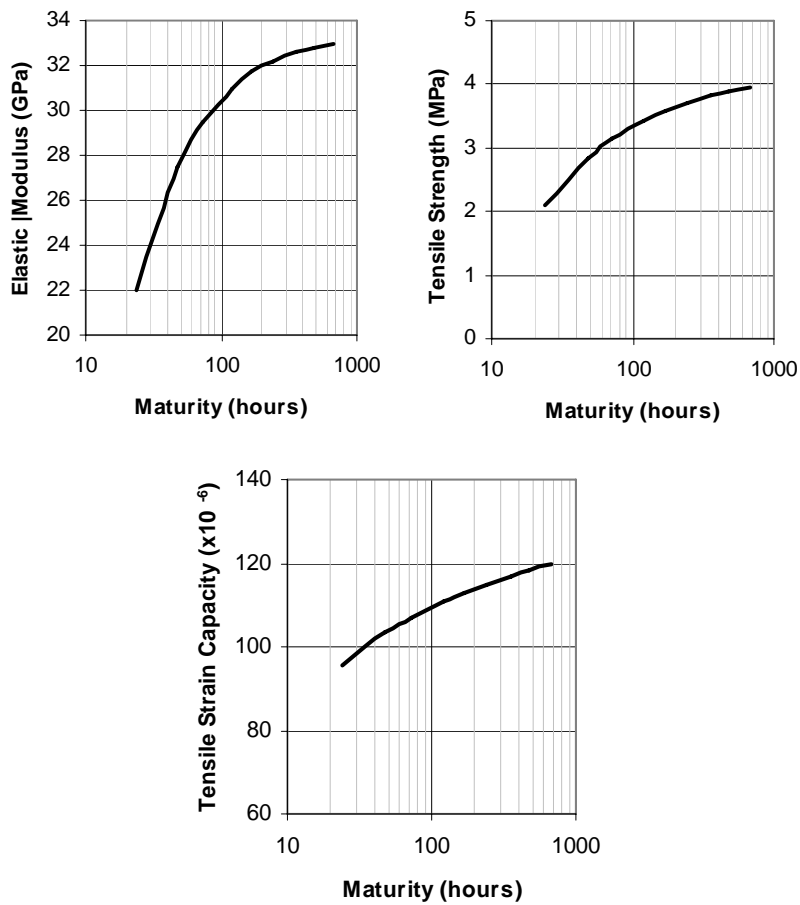 Elastic |Modulus (GPa)
34
32
30
28
26
24
22
20
10 100 1000
Maturity (hours)
Tensile Strength (MPa)
5
4
3
2
1
0
10 100 1000
Maturity (hours)
Tensile Strain Capacity (x10 -6)
140
120
100
80
60
10 100 1000
Maturity (hours)